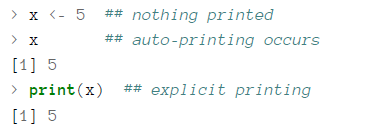 > x <- 5  ## nothing printed
> x       ## auto-printing occurs
[1] 5
> print(x)  ## explicit printing
[1] 5